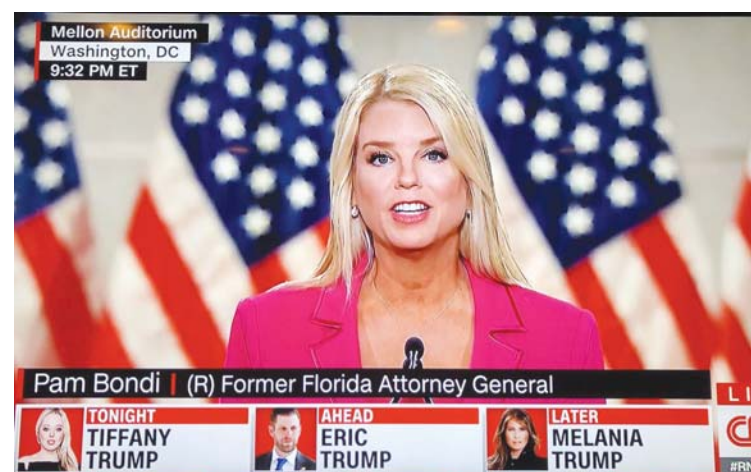 Mellon Auditorium
Washington, DC
9:32 PM ET
Pam Bondi | (R) Former Florida Attorney General
TONIGHT
TIFFANY
TRUMP
AHEAD
ERIC
TRUMP
LATER
MELANIA
TRUMP